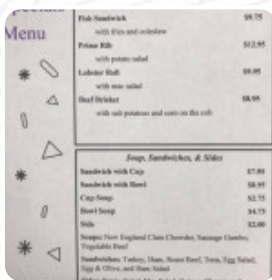 Specials
Menu
Fish Sandwich $9.75
with fries and coleslaw
Prime Rib $12.95
with potato salad
Lobster Roll $9.95
with mac salad
Beef Brisket $8.95
with salt potatoes and corn on the cob
Soup, Sandwiches, & Sides
Sandwich with Cup $7.95
Sandwich with Bowl $8.95
Cup Soup $2.75
Bowl Soup $4.75
Side $2.00
Soups: New England Clam Chowder, Sausage Gumbo,
Vegetable Beef
Sandwiches: Turkey, Ham, Roast Beef, Tuna, Egg Salad,
Egg & Olive, and Ham Salad